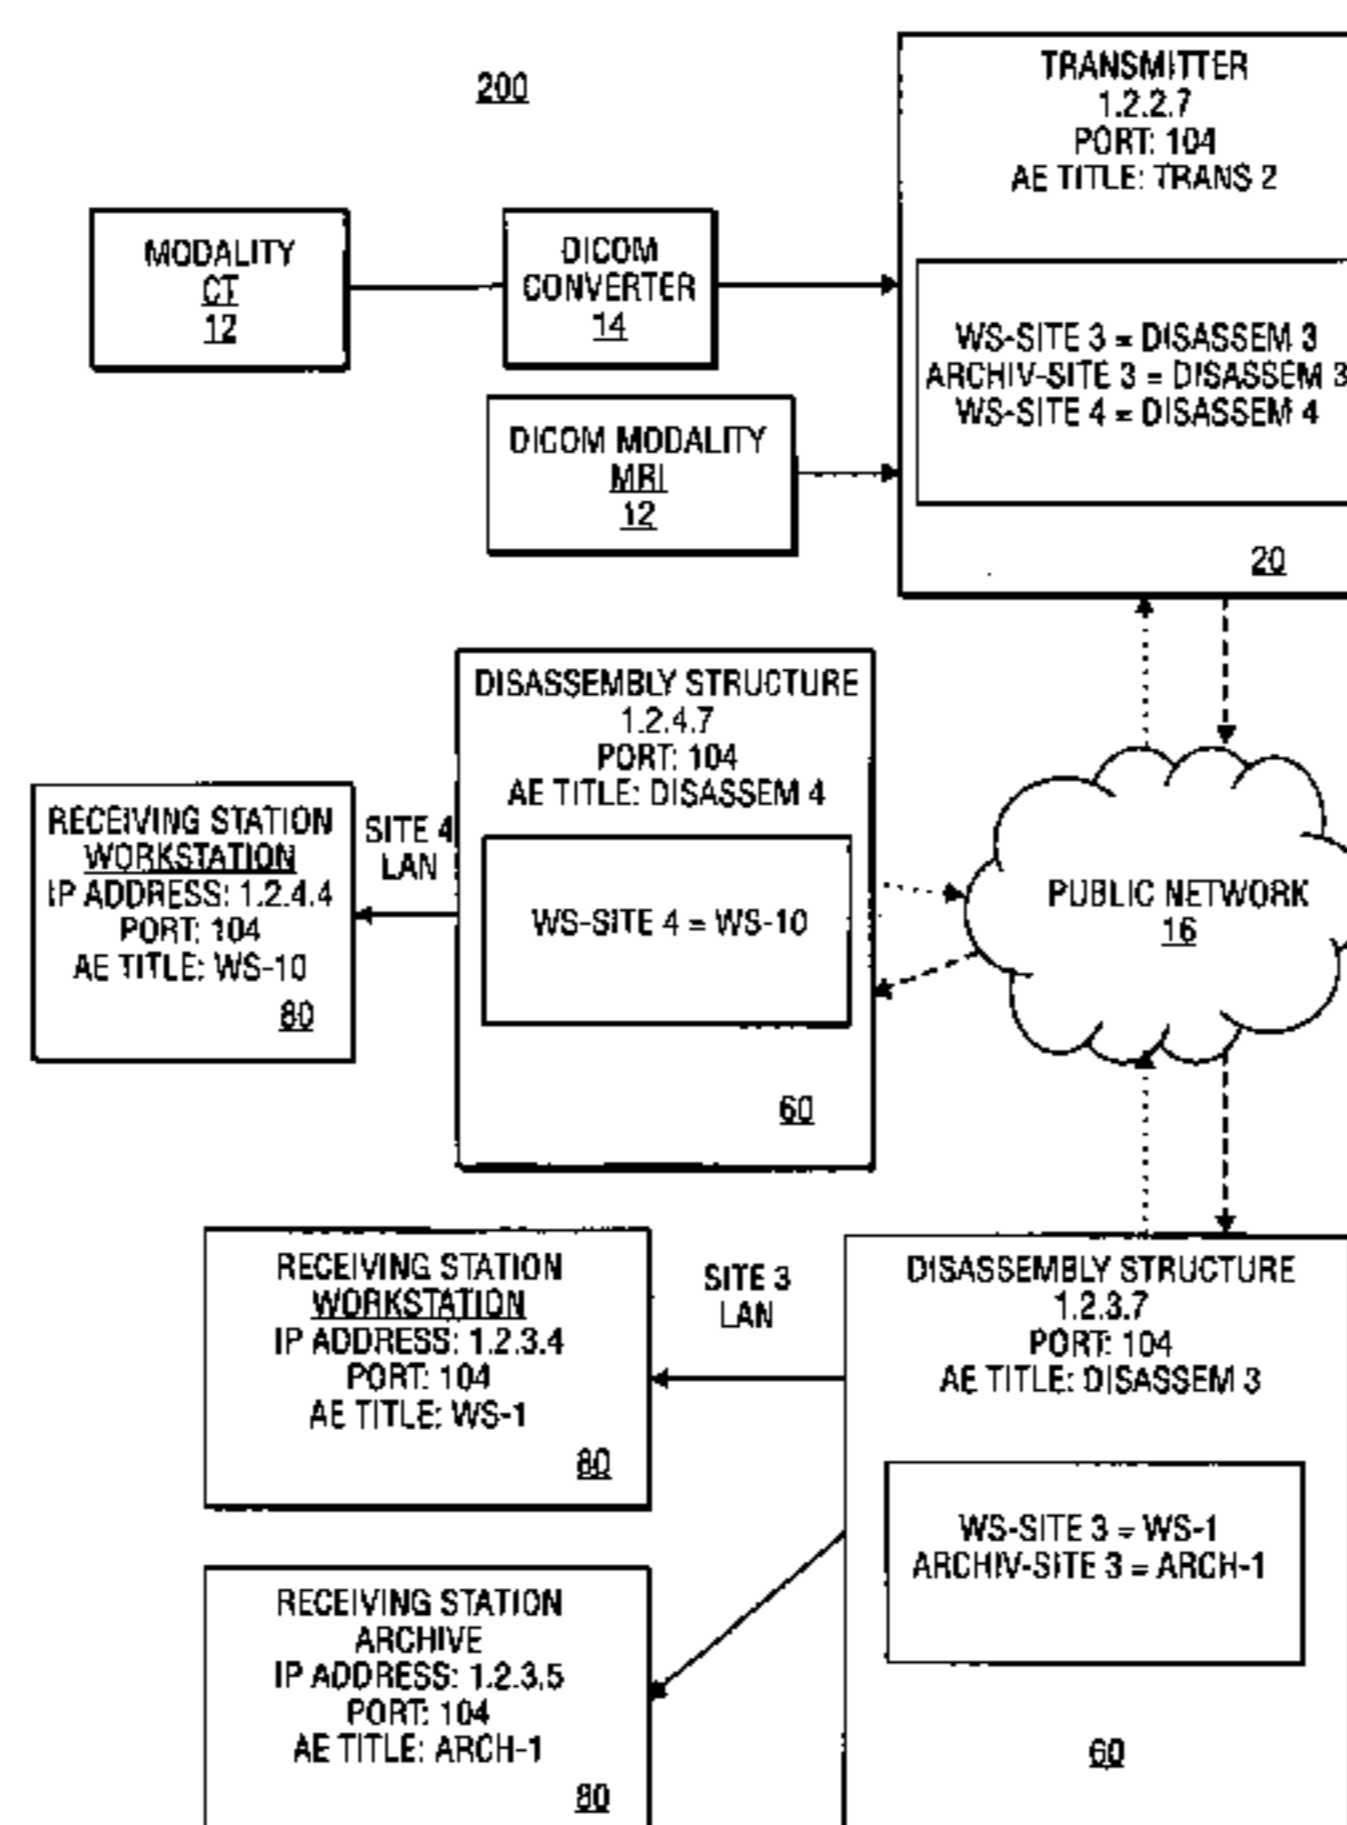 200
TRANSMITTER
1.2.2.7
PORT: 104
AE TITLE: TRANS 2
WS-SITE 3 = DISASSEM 3
ARCHIV-SITE 3 = DISASSEM 3
WS-SITE 4 = DISASSEM 4
20
MODALITY
CT
12
DICOM
CONVERTER
14
DICOM MODALITY
MRI
12
DISASSEMBLY STRUCTURE
1.2.4.7
PORT: 104
AE TITLE: DISASSEM 4
WS-SITE 4 = WS-10
60
RECEIVING STATION
WORKSTATION
IP ADDRESS: 1.2.4.4
PORT: 104
AE TITLE: WS-10
80
SITE 4
LAN
PUBLIC NETWORK
16
RECEIVING STATION
WORKSTATION
IP ADDRESS: 1.2.3.4
PORT: 104
AE TITLE: WS-1
80
SITE 3
LAN
DISASSEMBLY STRUCTURE
1.2.3.7
PORT: 104
AE TITLE: DISASSEM 3
WS-SITE 3 = WS-1
ARCHIV-SITE 3 = ARCH-1
60
RECEIVING STATION
ARCHIVE
IP ADDRESS: 1.2.3.5
PORT: 104
AE TITLE: ARCH-1
80